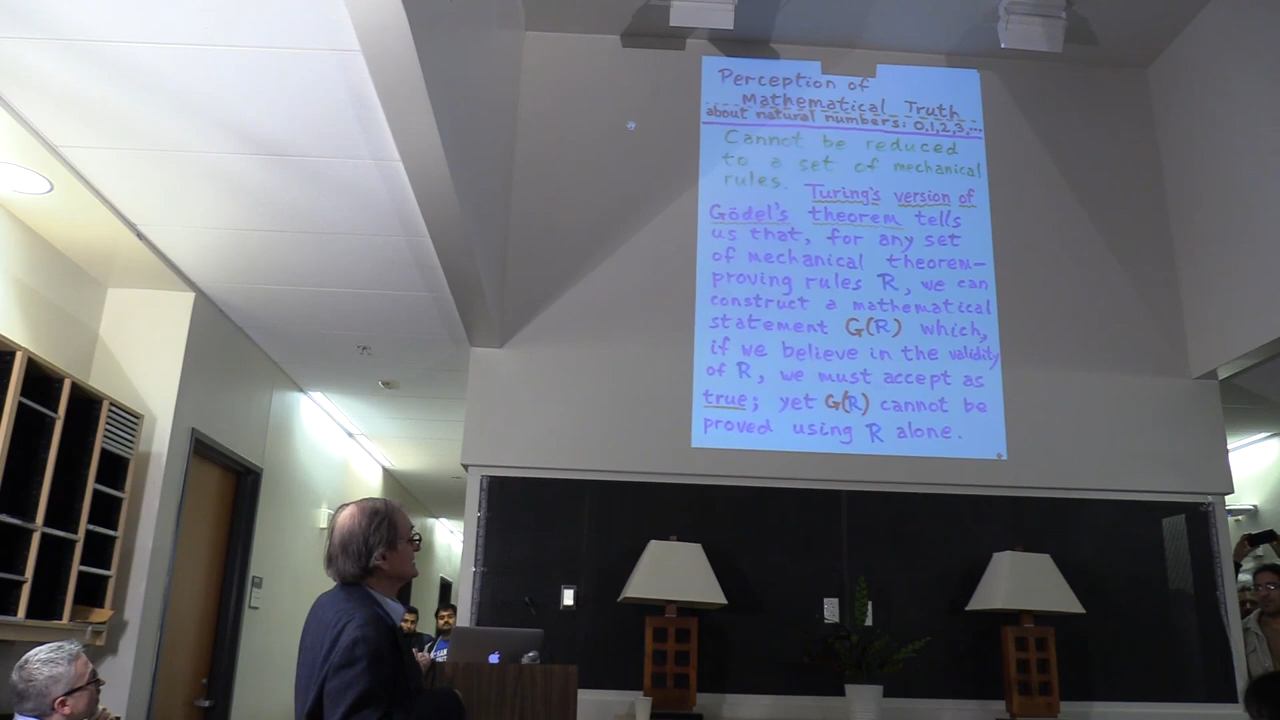 Perception of
Mathematical Truth
about natural numbers: 0,1,2,3,...
Cannot be reduced
to a set of mechanical
rules. Turing's version of
Gödel's theorem tells
us that, for any set
of mechanical theorem-
proving rules R, we can
construct a mathematical
statement G(R) which,
if we believe in the validity
of R, we must accept as
true; yet G(R) cannot be
proved using R alone.